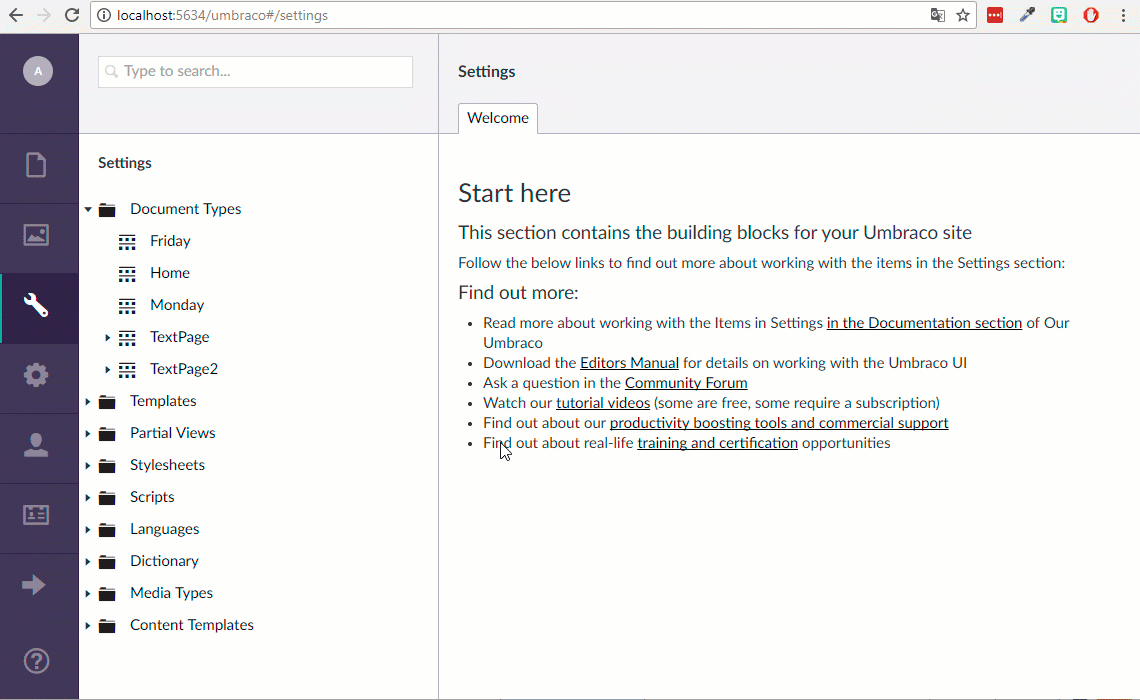 localhost:5634/umbraco#/settings
A
Type to search...
Settings
Welcome
Settings
Document Types
Friday
Home
Monday
TextPage
TextPage2
Templates
Partial Views
Stylesheets
Scripts
Languages
Dictionary
Media Types
Content Templates
Start here
This section contains the building blocks for your Umbraco site
Follow the below links to find out more about working with the items in the Settings section:
Find out more:
Read more about working with the Items in Settings in the Documentation section of Our
Umbraco
Download the Editors Manual for details on working with the Umbraco UI
Ask a question in the Community Forum
Watch our tutorial videos (some are free, some require a subscription)
Find out about our productivity boosting tools and commercial support
Find out about real-life training and certification opportunities